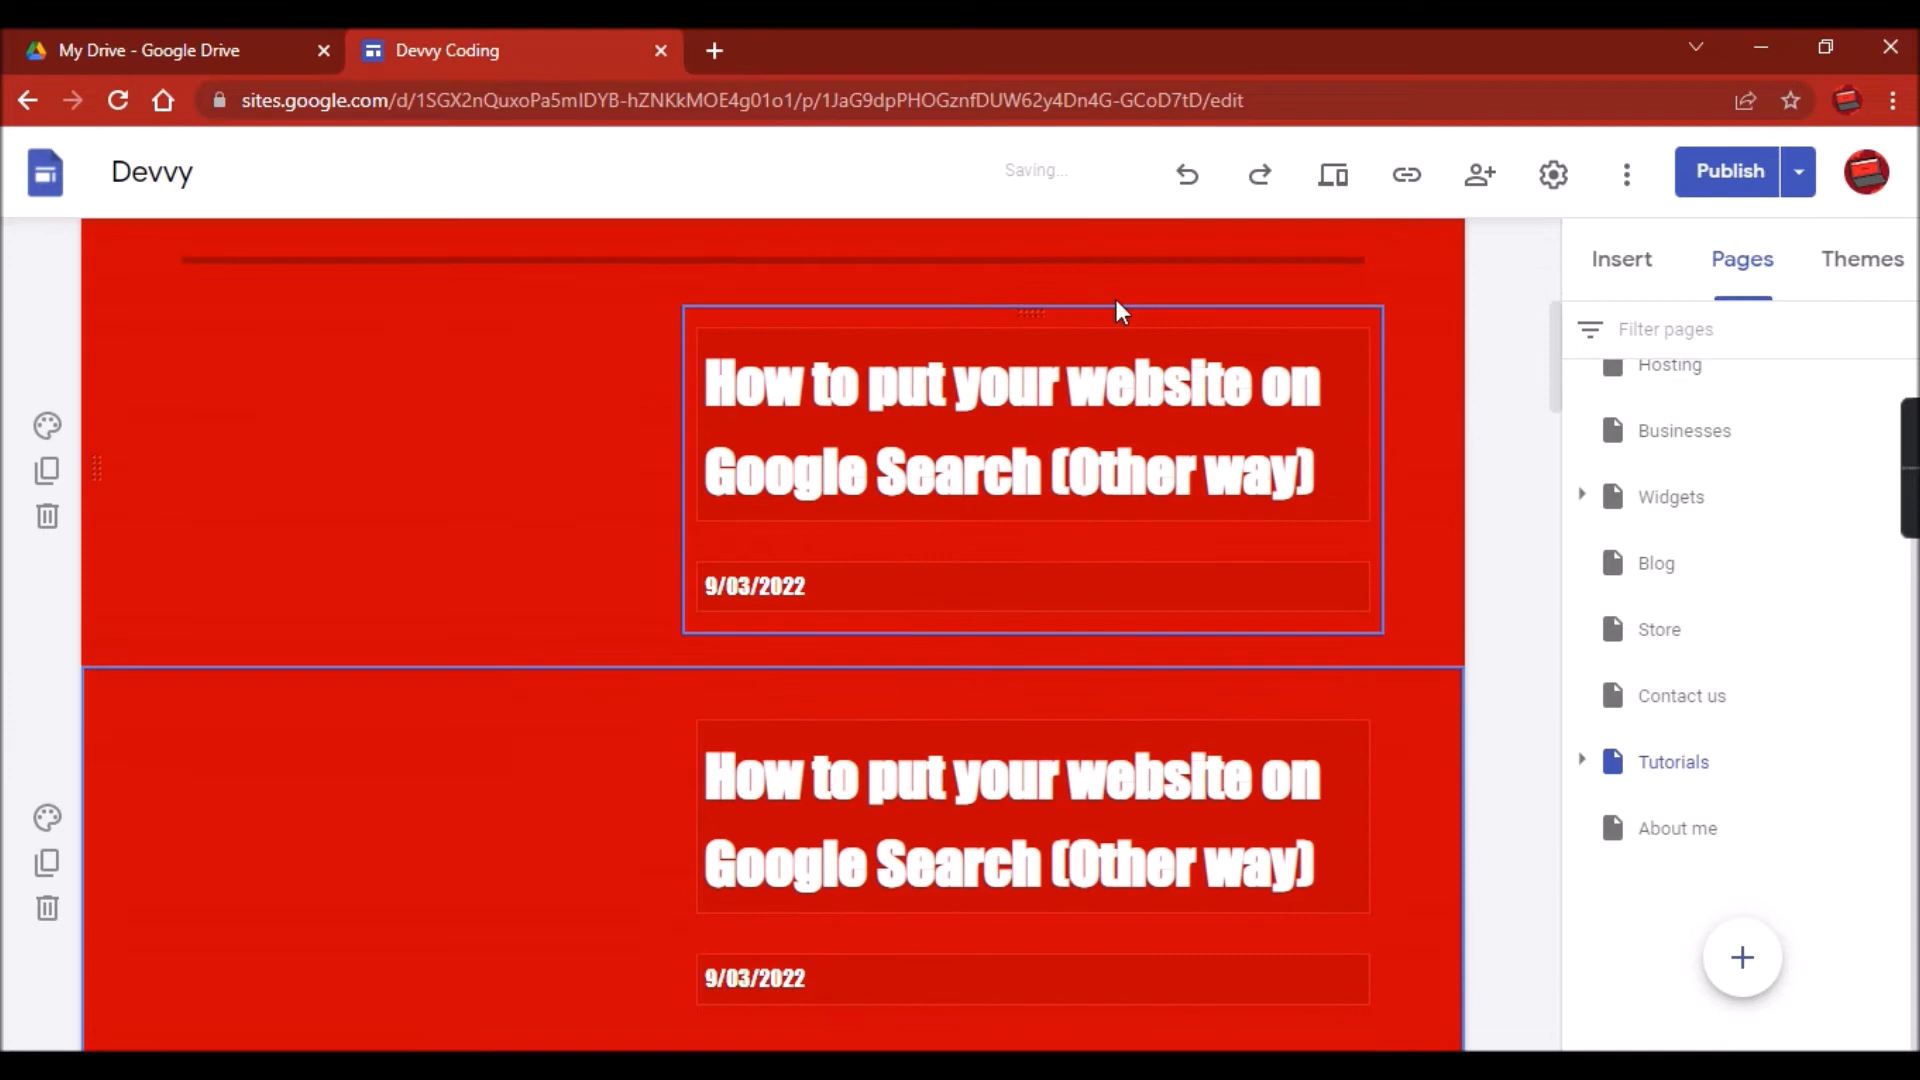 My Drive - Google Drive
Devvy Coding
sites.google.com/d/1SGX2nQuxoPa5mIDYB-hZNKkMOE4g01o1/p/1JaG9dpPHOGznfDUW62y4Dn4G-GCoD7tD/edit
Devvy
Saving...
Publish
Insert
Pages
Themes
Filter pages
Hosting
Businesses
Widgets
Blog
Store
Contact us
Tutorials
About me
How to put your website on
Google Search (Other way)
9/03/2022
How to put your website on
Google Search (Other way)
9/03/2022